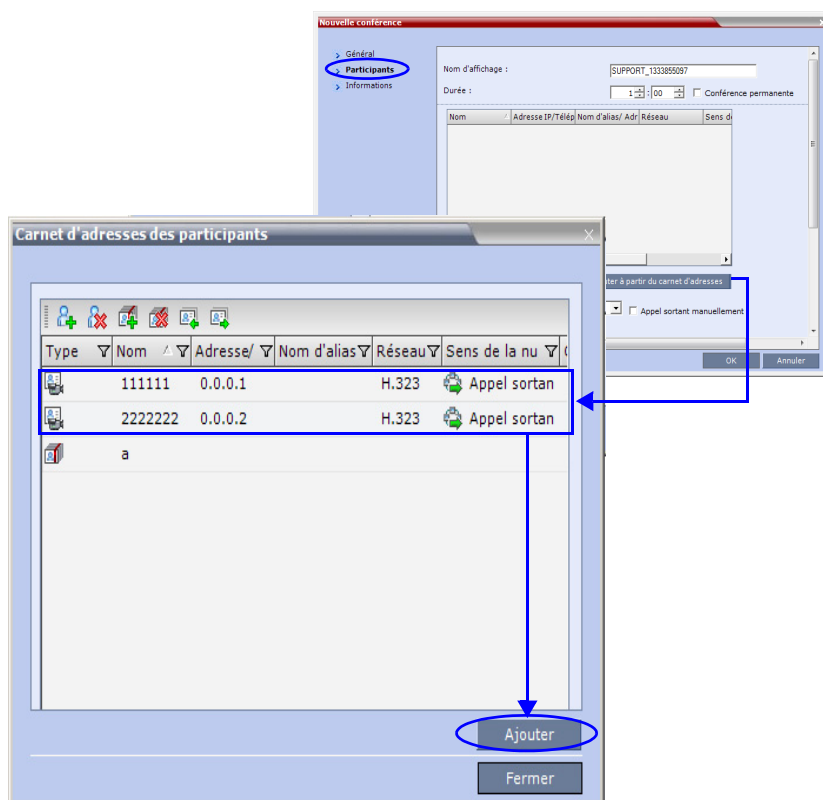 Nouvelle conférence
Général
Participants
Informations
Nom d'affichage :
SUPPORT_1333855097
Durée :
1 : 00
Conférence permanente
Nom Adresse IP/Télép Nom d'alias/ Adr Réseau Sens d
ter à partir du carnet d'adresses
Appel sortant manuellement
OK Annuler
Carnet d'adresses des participants
Type Nom Adresse/ Nom d'alias Réseau Sens de la nu
111111 0.0.0.1 H.323 Appel sortan
2222222 0.0.0.2 H.323 Appel sortan
a
Ajouter
Fermer